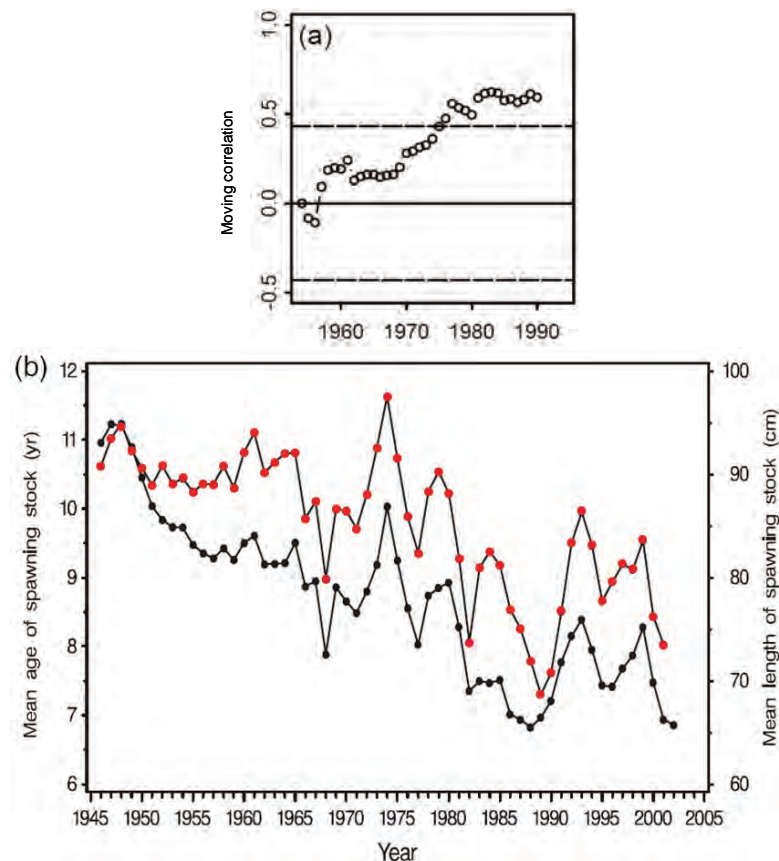 (a)
Moving correlation
1.0
0.5
0.0
-0.5
1960 1970 1980 1990
(b)
Mean age of spawning stock (yr)
12
11
10
9
8
7
6
100
90
80
70
60
Mean length of spawning stock (cm)
1945 1950 1955 1960 1965 1970 1975 1980 1985 1990 1995 2000 2005
Year